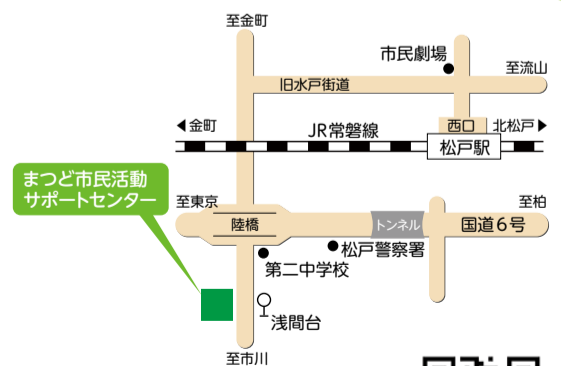 至金町
市民劇場
至流山
旧水戸街道
◀金町
JR常磐線
西口
北松戸▶
松戸駅
まつど市民活動
サポートセンター
至東京
至柏
陸橋
トンネル
国道6号
松戸警察署
第二中学校
浅間台
至市川